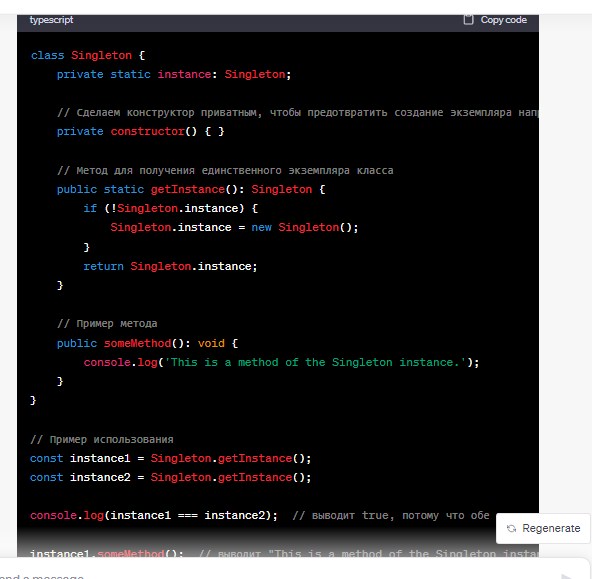 typescript
Copy code
class Singleton {
    private static instance: Singleton;
    // Сделаем конструктор приватным, чтобы предотвратить создание экземпляра
    private constructor() { }
    // Метод для получения единственного экземпляра класса
    public static getInstance(): Singleton {
        if (!Singleton.instance) {
            Singleton.instance = new Singleton();
        }
        return Singleton.instance;
    }
    // Пример метода
    public someMethod(): void {
        console.log('This is a method of the Singleton instance.');
    }
}
// Пример использования
const instance1 = Singleton.getInstance();
const instance2 = Singleton.getInstance();
console.log(instance1 === instance2);  // выводит true, потому что обе
Regenerate
instance1.someMethod();  // выводит "This is a method of the Singleton
a message